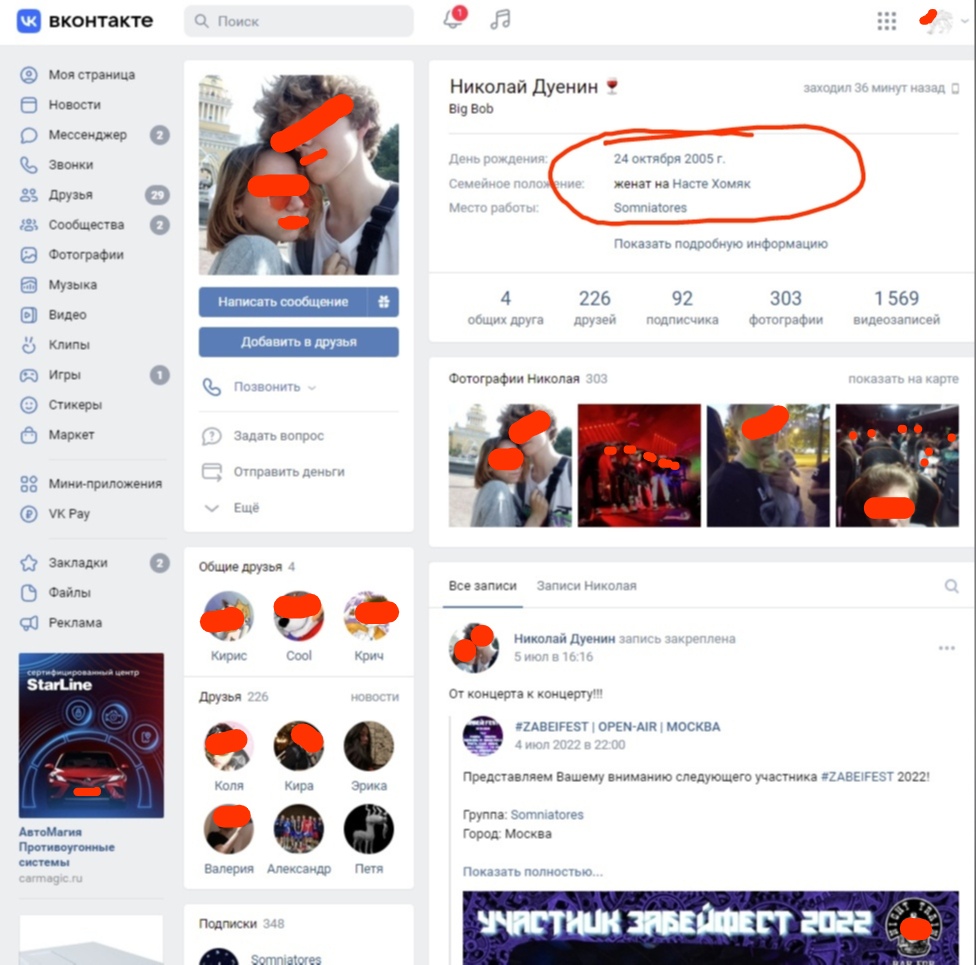 вконтакте
Поиск
1
Моя страница
Новости
Мессенджер 2
Звонки
Друзья 29
Сообщества 2
Фотографии
Музыка
Видео
Клипы
Игры 1
Стикеры
Маркет
Мини-приложения
VK Pay
Закладки 2
Файлы
Реклама
сертифицированный центр
StarLine
АвтоМагия
Противоугонные
системы
carmagic.ru
Написать сообщение
Добавить в друзья
Позвонить
Задать вопрос
Отправить деньги
Ещё
Общие друзья 4
Кирис Cool Крич
Друзья 226 новости
Коля Кира Эрика
Валерия Александр Петя
Подписки 348
Somniatores
Николай Дуенин 🍷 заходил 36 минут назад
Big Bob
День рождения: 24 октября 2005 г.
Семейное положение: женат на Насте Хомяк
Место работы: Somniatores
Показать подробную информацию
4 226 92 303 1 569
общих друга друзей подписчика фотографии видеозаписей
Фотографии Николая 303 показать на карте
Все записи Записи Николая
Николай Дуенин запись закреплена
5 июл в 16:16
От концерта к концерту!!!
#ZABEIFEST | OPEN-AIR | МОСКВА
4 июл 2022 в 22:00
Представляем Вашему вниманию следующего участника #ZABEIFEST 2022!
Группа: Somniatores
Город: Москва
Показать полностью...
УЧАСТНИК ЗАБЕЙФЕСТ 2022